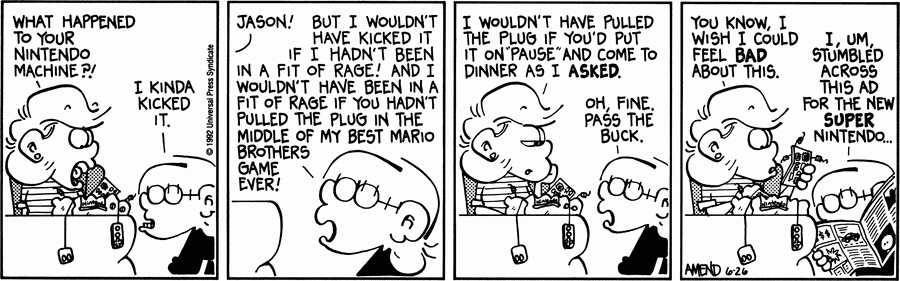 WHAT HAPPENED
TO YOUR
NINTENDO
MACHINE?!
I KINDA
KICKED
IT.
© 1992 Universal Press Syndicate
JASON!
BUT I WOULDN'T
HAVE KICKED IT
IF I HADN'T BEEN
IN A FIT OF RAGE! AND I
WOULDN'T HAVE BEEN IN A
FIT OF RAGE IF YOU HADN'T
PULLED THE PLUG IN THE
MIDDLE OF MY BEST MARIO
BROTHERS
GAME
EVER!
I WOULDN'T HAVE PULLED
THE PLUG IF YOU'D PUT
IT ON "PAUSE" AND COME TO
DINNER AS I ASKED.
OH, FINE.
PASS THE
BUCK.
YOU KNOW, I
WISH I COULD
FEEL BAD
ABOUT THIS.
I, UM,
STUMBLED
ACROSS
THIS AD
FOR THE NEW
SUPER
NINTENDO...
AMEND 6-26